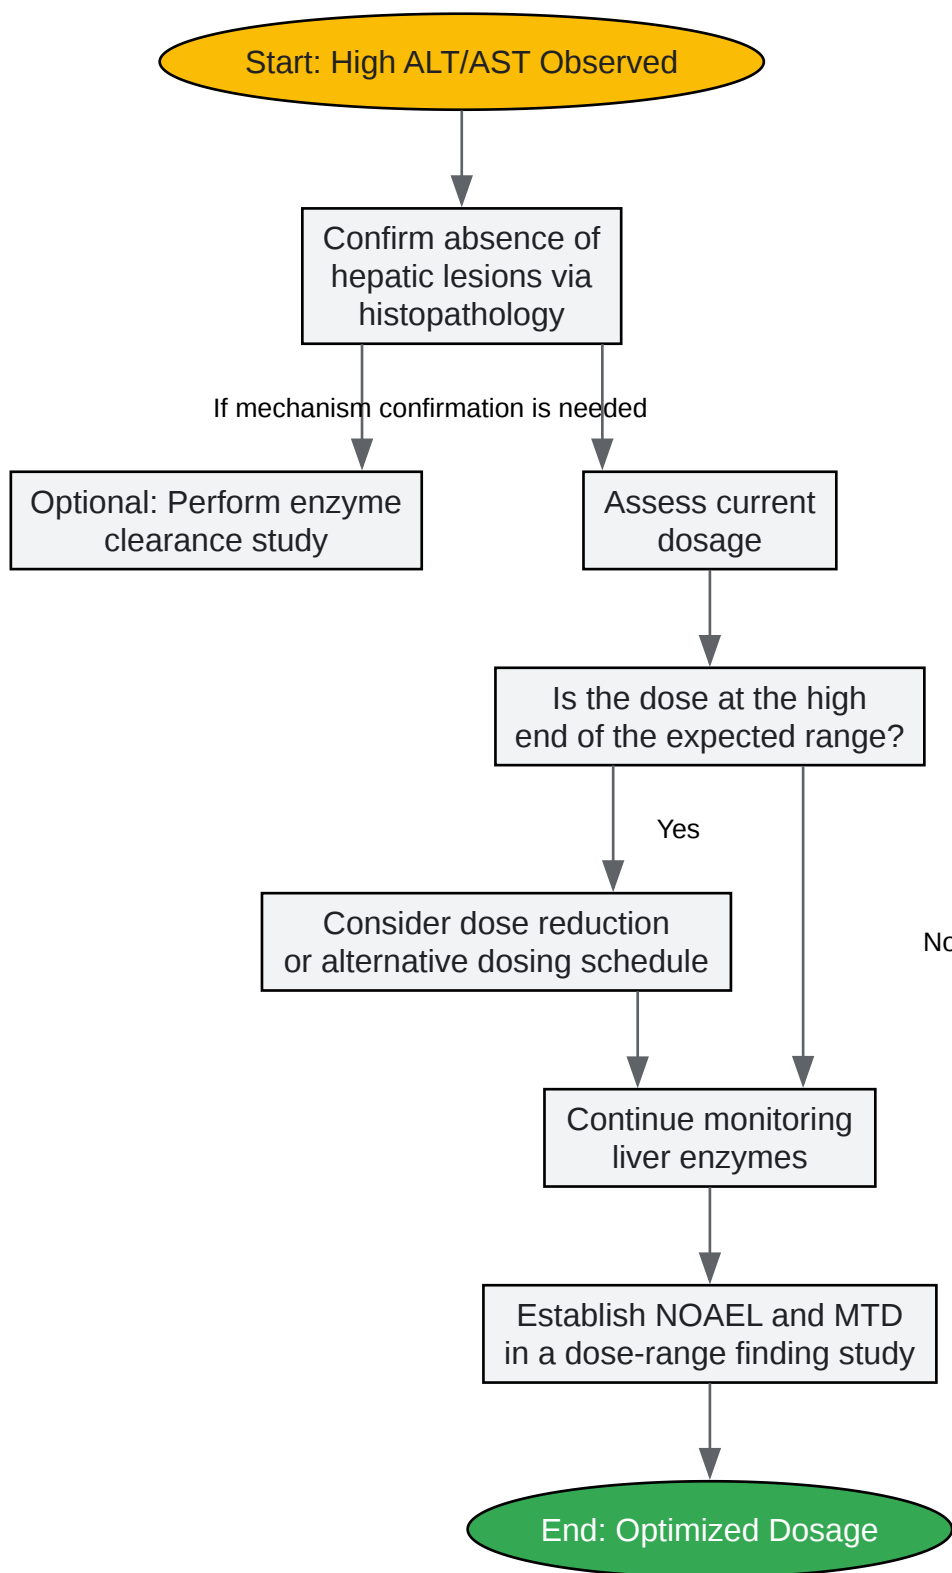 Start: High ALT/AST Observed
Confirm absence of
hepatic lesions via
histopathology
If mechanism confirmation is needed
Optional: Perform enzyme
clearance study
Assess current
dosage
Is the dose at the high
end of the expected range?
Yes
Consider dose reduction
or alternative dosing schedule
No
Continue monitoring
liver enzymes
Establish NOAEL and MTD
in a dose-range finding study
End: Optimized Dosage